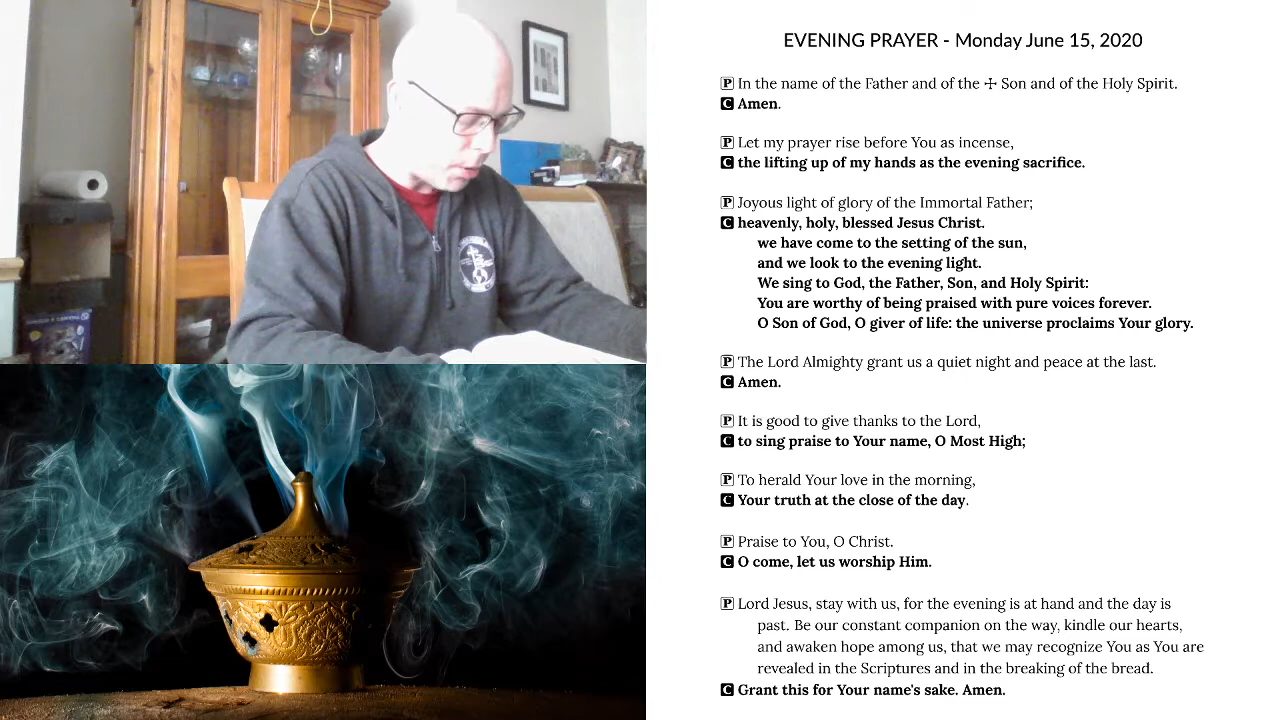 EVENING PRAYER - Monday June 15, 2020
P In the name of the Father and of the ☩ Son and of the Holy Spirit.
C Amen.
P Let my prayer rise before You as incense,
C the lifting up of my hands as the evening sacrifice.
P Joyous light of glory of the Immortal Father;
C heavenly, holy, blessed Jesus Christ.
we have come to the setting of the sun,
and we look to the evening light.
We sing to God, the Father, Son, and Holy Spirit:
You are worthy of being praised with pure voices forever.
O Son of God, O giver of life: the universe proclaims Your glory.
P The Lord Almighty grant us a quiet night and peace at the last.
C Amen.
P It is good to give thanks to the Lord,
C to sing praise to Your name, O Most High;
P To herald Your love in the morning,
C Your truth at the close of the day.
P Praise to You, O Christ.
C O come, let us worship Him.
P Lord Jesus, stay with us, for the evening is at hand and the day is
past. Be our constant companion on the way, kindle our hearts,
and awaken hope among us, that we may recognize You as You are
revealed in the Scriptures and in the breaking of the bread.
C Grant this for Your name's sake. Amen.